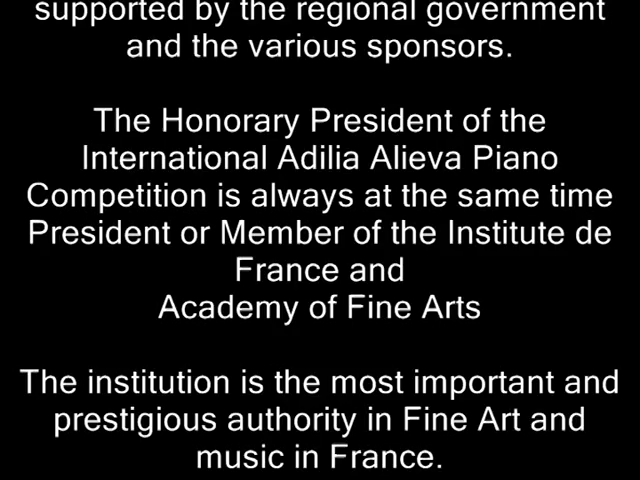 supported by the regional government
and the various sponsors.
The Honorary President of the
International Adilia Alieva Piano
Competition is always at the same time
President or Member of the Institute de
France and
Academy of Fine Arts
The institution is the most important and
prestigious authority in Fine Art and
music in France.